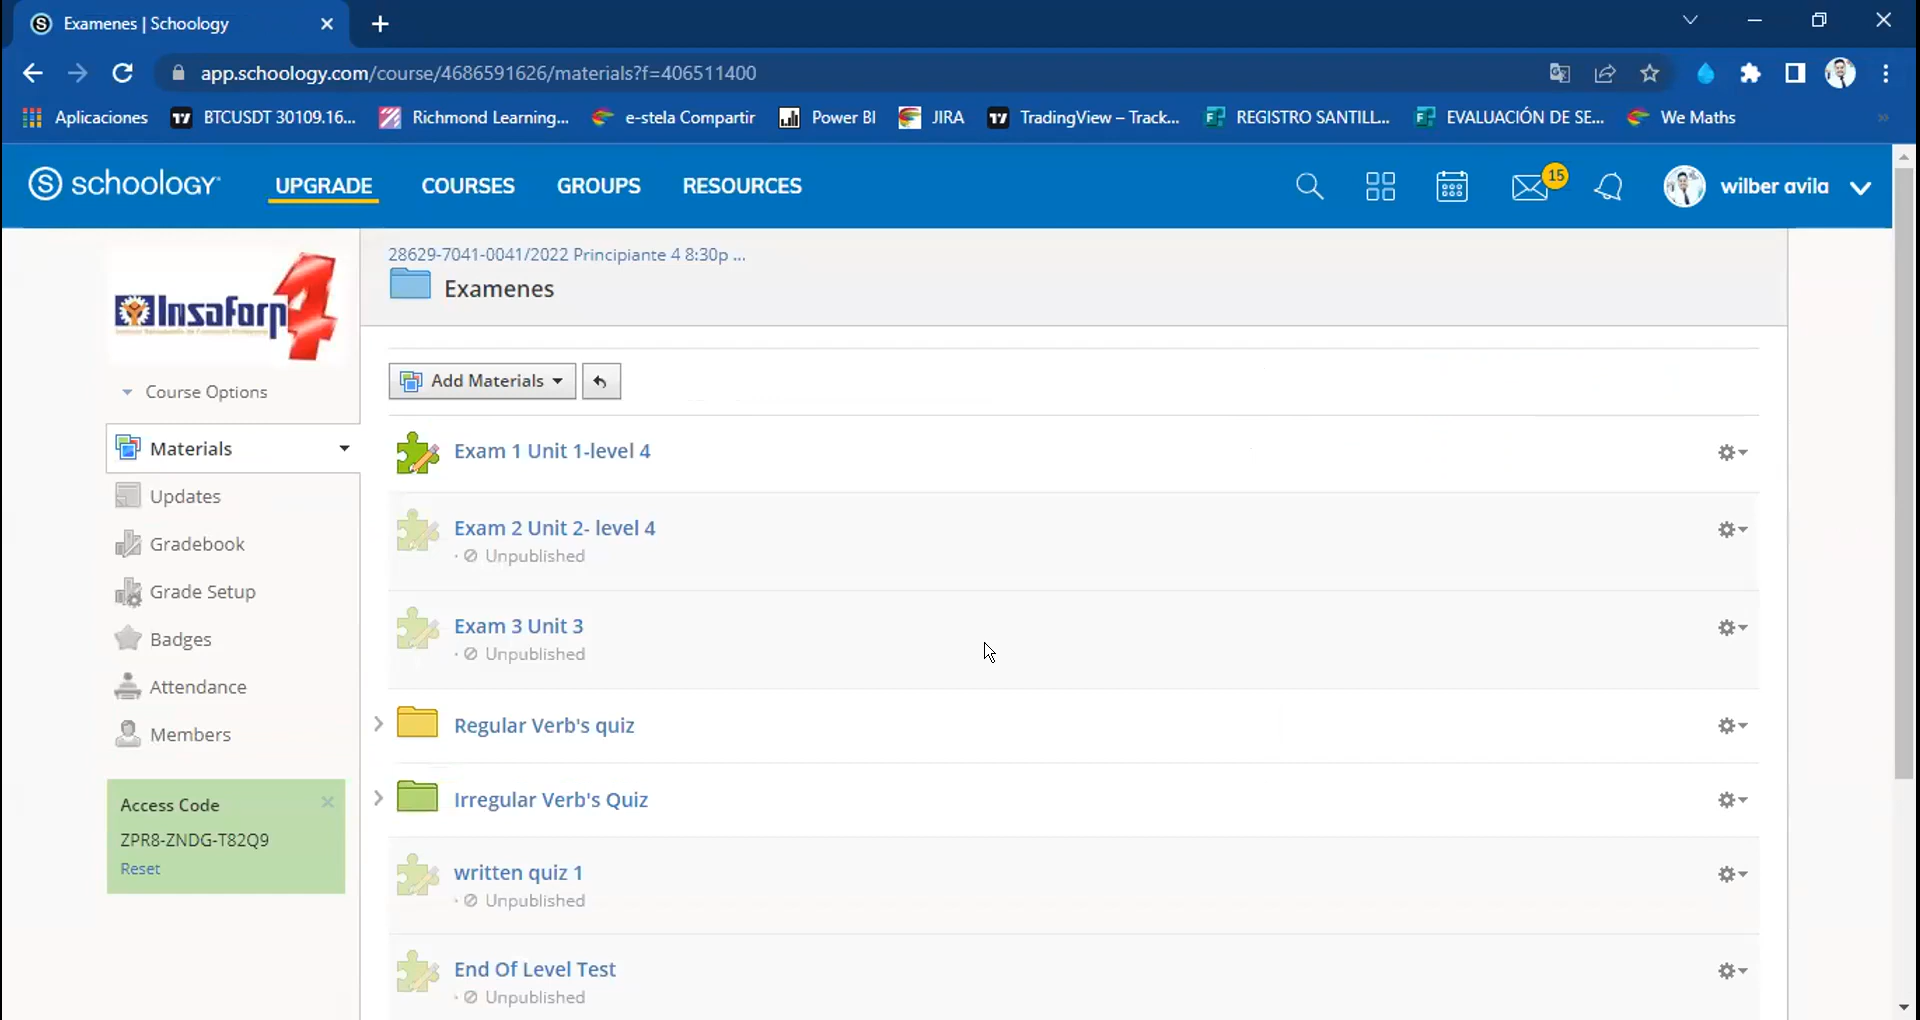 Examenes | Schoology
app.schoology.com/course/4686591626/materials?f=406511400
Aplicaciones
BTCUSDT 30109.16...
Richmond Learning...
e-stela Compartir
Power BI
JIRA
TradingView – Track...
REGISTRO SANTILL...
EVALUACIÓN DE SE...
We Maths
schoology
UPGRADE
COURSES
GROUPS
RESOURCES
15
wilber avila
Insaforp 4
Course Options
Materials
Updates
Gradebook
Grade Setup
Badges
Attendance
Members
Access Code
ZPR8-ZNDG-T82Q9
Reset
28629-7041-0041/2022 Principiante 4 8:30p ...
Examenes
Add Materials
Exam 1 Unit 1-level 4
Exam 2 Unit 2- level 4
· Unpublished
Exam 3 Unit 3
· Unpublished
Regular Verb's quiz
Irregular Verb's Quiz
written quiz 1
· Unpublished
End Of Level Test
· Unpublished